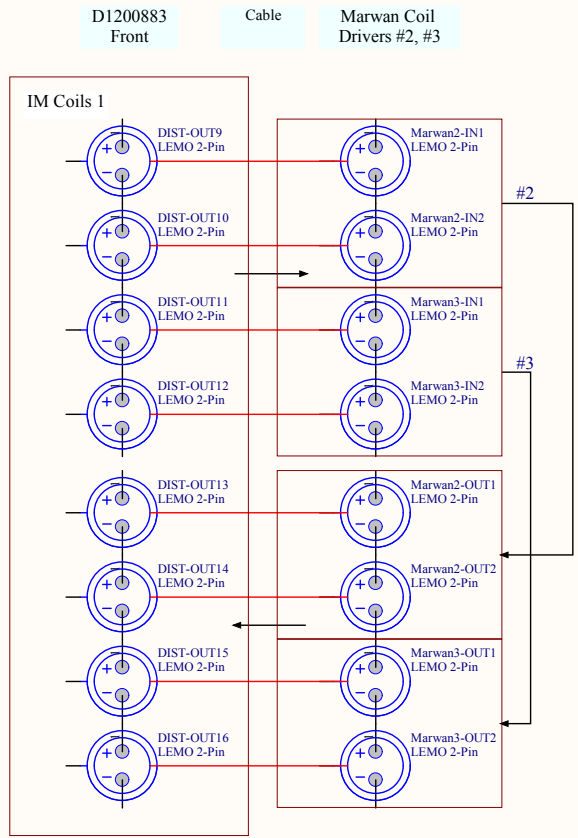 D1200883
Front
Cable
Marwan Coil
Drivers #2, #3
IM Coils 1
DIST-OUT9
LEMO 2-Pin
Marwan2-IN1
LEMO 2-Pin
#2
DIST-OUT10
LEMO 2-Pin
Marwan2-IN2
LEMO 2-Pin
DIST-OUT11
LEMO 2-Pin
Marwan3-IN1
LEMO 2-Pin
#3
DIST-OUT12
LEMO 2-Pin
Marwan3-IN2
LEMO 2-Pin
DIST-OUT13
LEMO 2-Pin
Marwan2-OUT1
LEMO 2-Pin
DIST-OUT14
LEMO 2-Pin
Marwan2-OUT2
LEMO 2-Pin
DIST-OUT15
LEMO 2-Pin
Marwan3-OUT1
LEMO 2-Pin
DIST-OUT16
LEMO 2-Pin
Marwan3-OUT2
LEMO 2-Pin